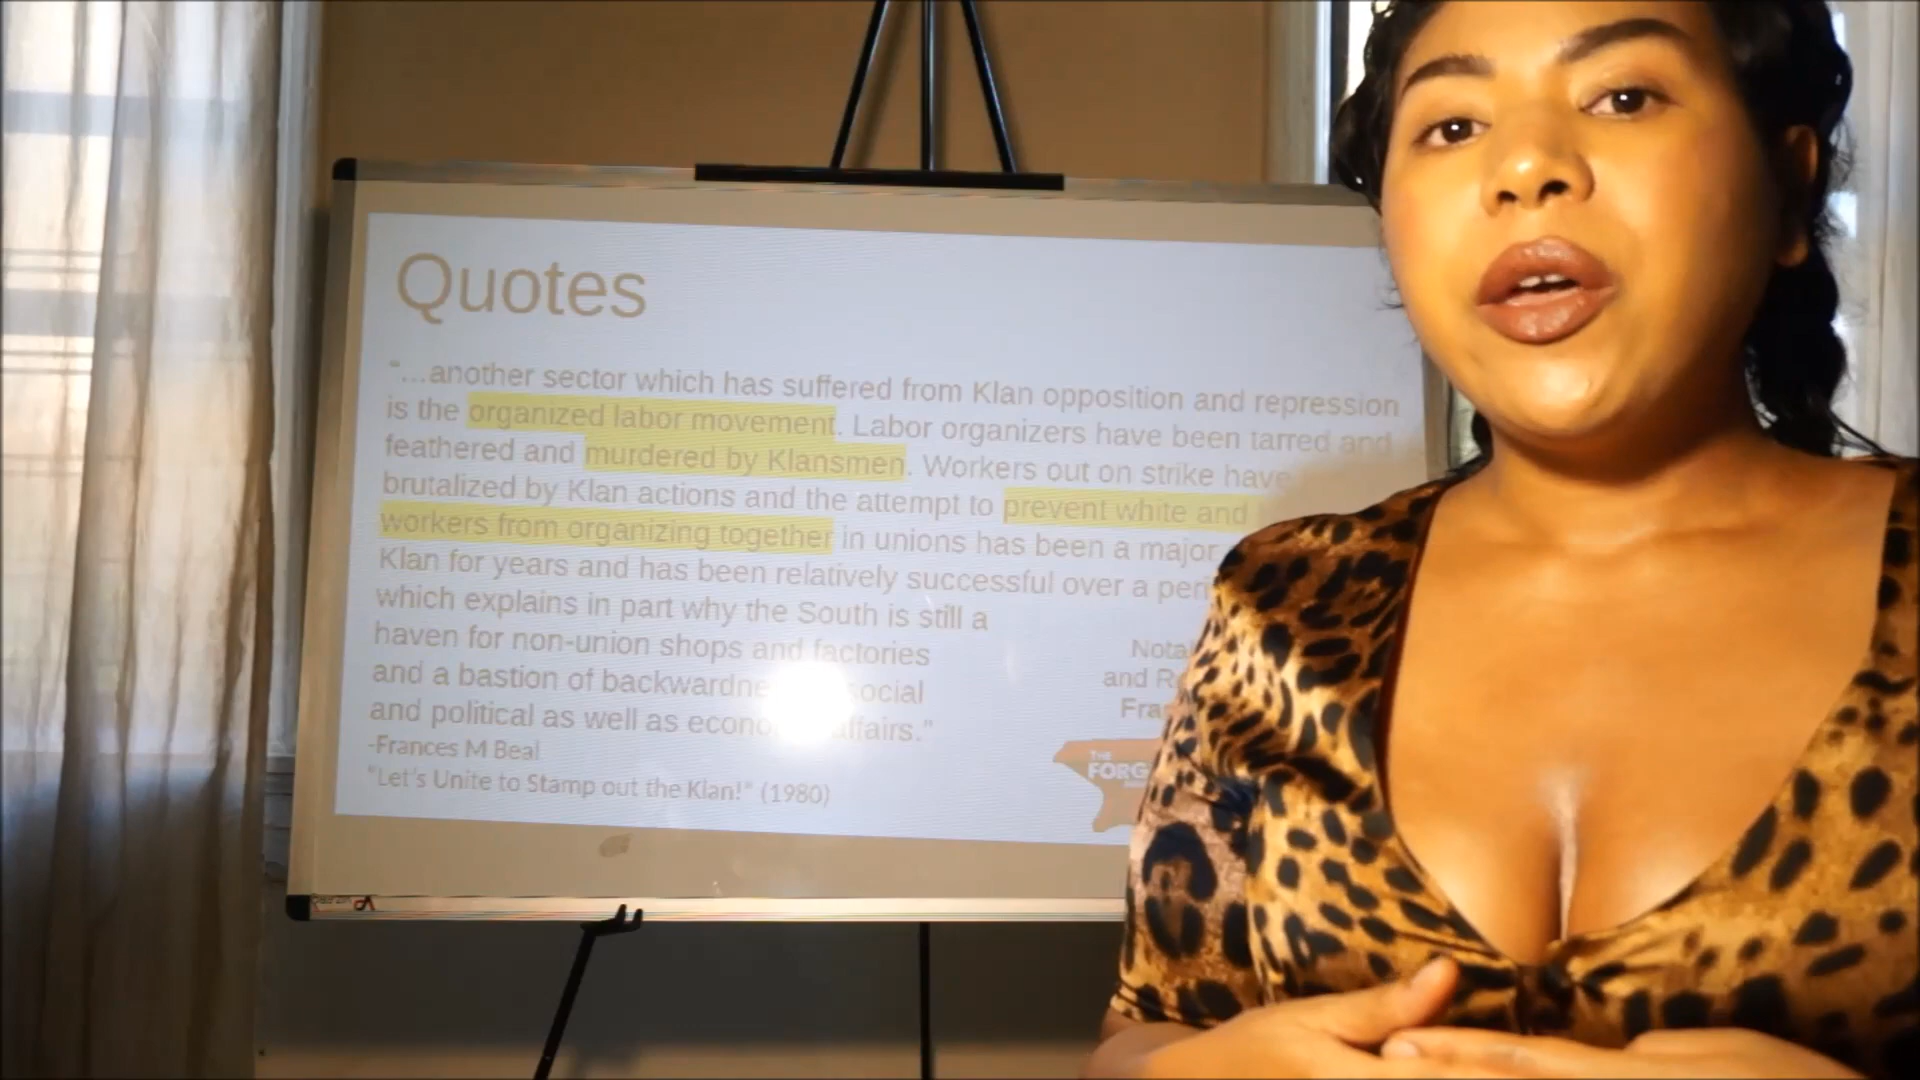 Quotes
"...another sector which has suffered from Klan opposition and repression
is the organized labor movement. Labor organizers have been tarred and
feathered and murdered by Klansmen. Workers out on strike have
brutalized by Klan actions and the attempt to prevent white and
workers from organizing together in unions has been a major
Klan for years and has been relatively successful over a
which explains in part why the South is still a
haven for non-union shops and factories
and a bastion of
and political as well as
-Frances M Beal
"Let's Unite to Stamp out the Klan!" (1980)
and
THE